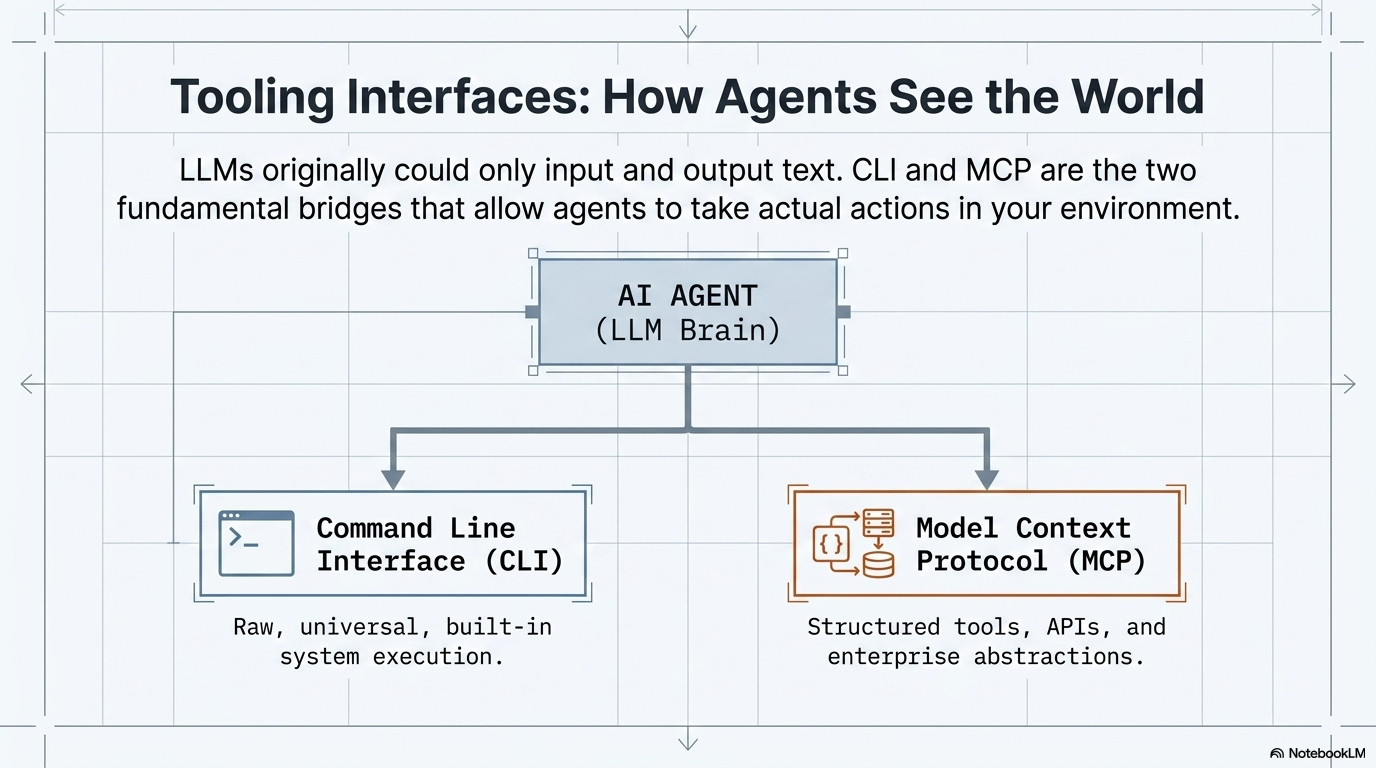 Tooling Interfaces: How Agents See the World
LLMs originally could only input and output text. CLI and MCP are the two
fundamental bridges that allow agents to take actual actions in your environment.
AI AGENT
(LLM Brain)
>_
Command Line
Interface (CLI)
Raw, universal, built-in
system execution.
{}
Model Context
Protocol (MCP)
Structured tools, APIs, and
enterprise abstractions.
NotebookLM